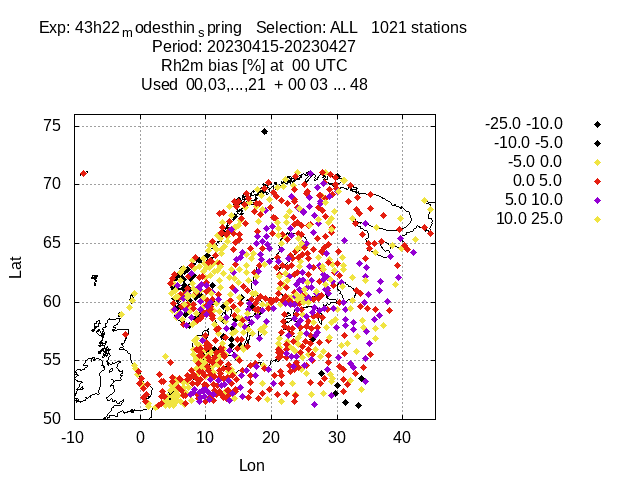 Exp: 43h22modesthinspring Selection: ALL 1021 stations
Period: 20230415-20230427
Rh2m bias [%] at 00 UTC
Used 00,03,...,21 + 00 03 ... 48
-25.0 -10.0
-10.0 -5.0
-5.0 0.0
0.0 5.0
5.0 10.0
10.0 25.0
75
70
65
60
55
50
Lat
-10 0 10 20 30 40
Lon